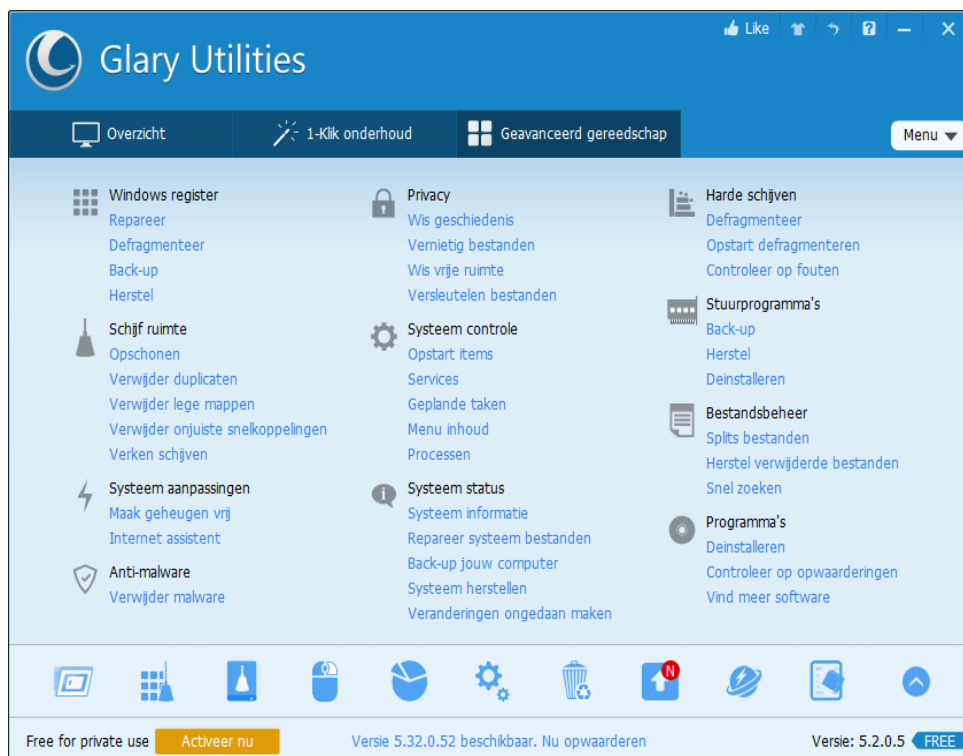 Like
Glary Utilities
Overzicht
1-Klik onderhoud
Geavanceerd gereedschap
Menu
Windows register
Repareer
Defragmenteer
Back-up
Herstel
Schijf ruimte
Opschonen
Verwijder duplicaten
Verwijder lege mappen
Verwijder onjuiste snelkoppelingen
Verken schijven
Systeem aanpassingen
Maak geheugen vrij
Internet assistent
Anti-malware
Verwijder malware
Privacy
Wis geschiedenis
Vernietig bestanden
Wis vrije ruimte
Versleutelen bestanden
Systeem controle
Opstart items
Services
Geplande taken
Menu inhoud
Processen
Systeem status
Systeem informatie
Repareer systeem bestanden
Back-up jouw computer
Systeem herstellen
Veranderingen ongedaan maken
Harde schijven
Defragmenteer
Opstart defragmenteren
Controleer op fouten
Stuurprogramma's
Back-up
Herstel
Deinstalleren
Bestandsbeheer
Splits bestanden
Herstel verwijderde bestanden
Snel zoeken
Programma's
Deinstalleren
Controleer op opwaarderingen
Vind meer software
N
Free for private use
Activeer nu
Versie 5.32.0.52 beschikbaar. Nu opwaarderen
Versie: 5.2.0.5
FREE